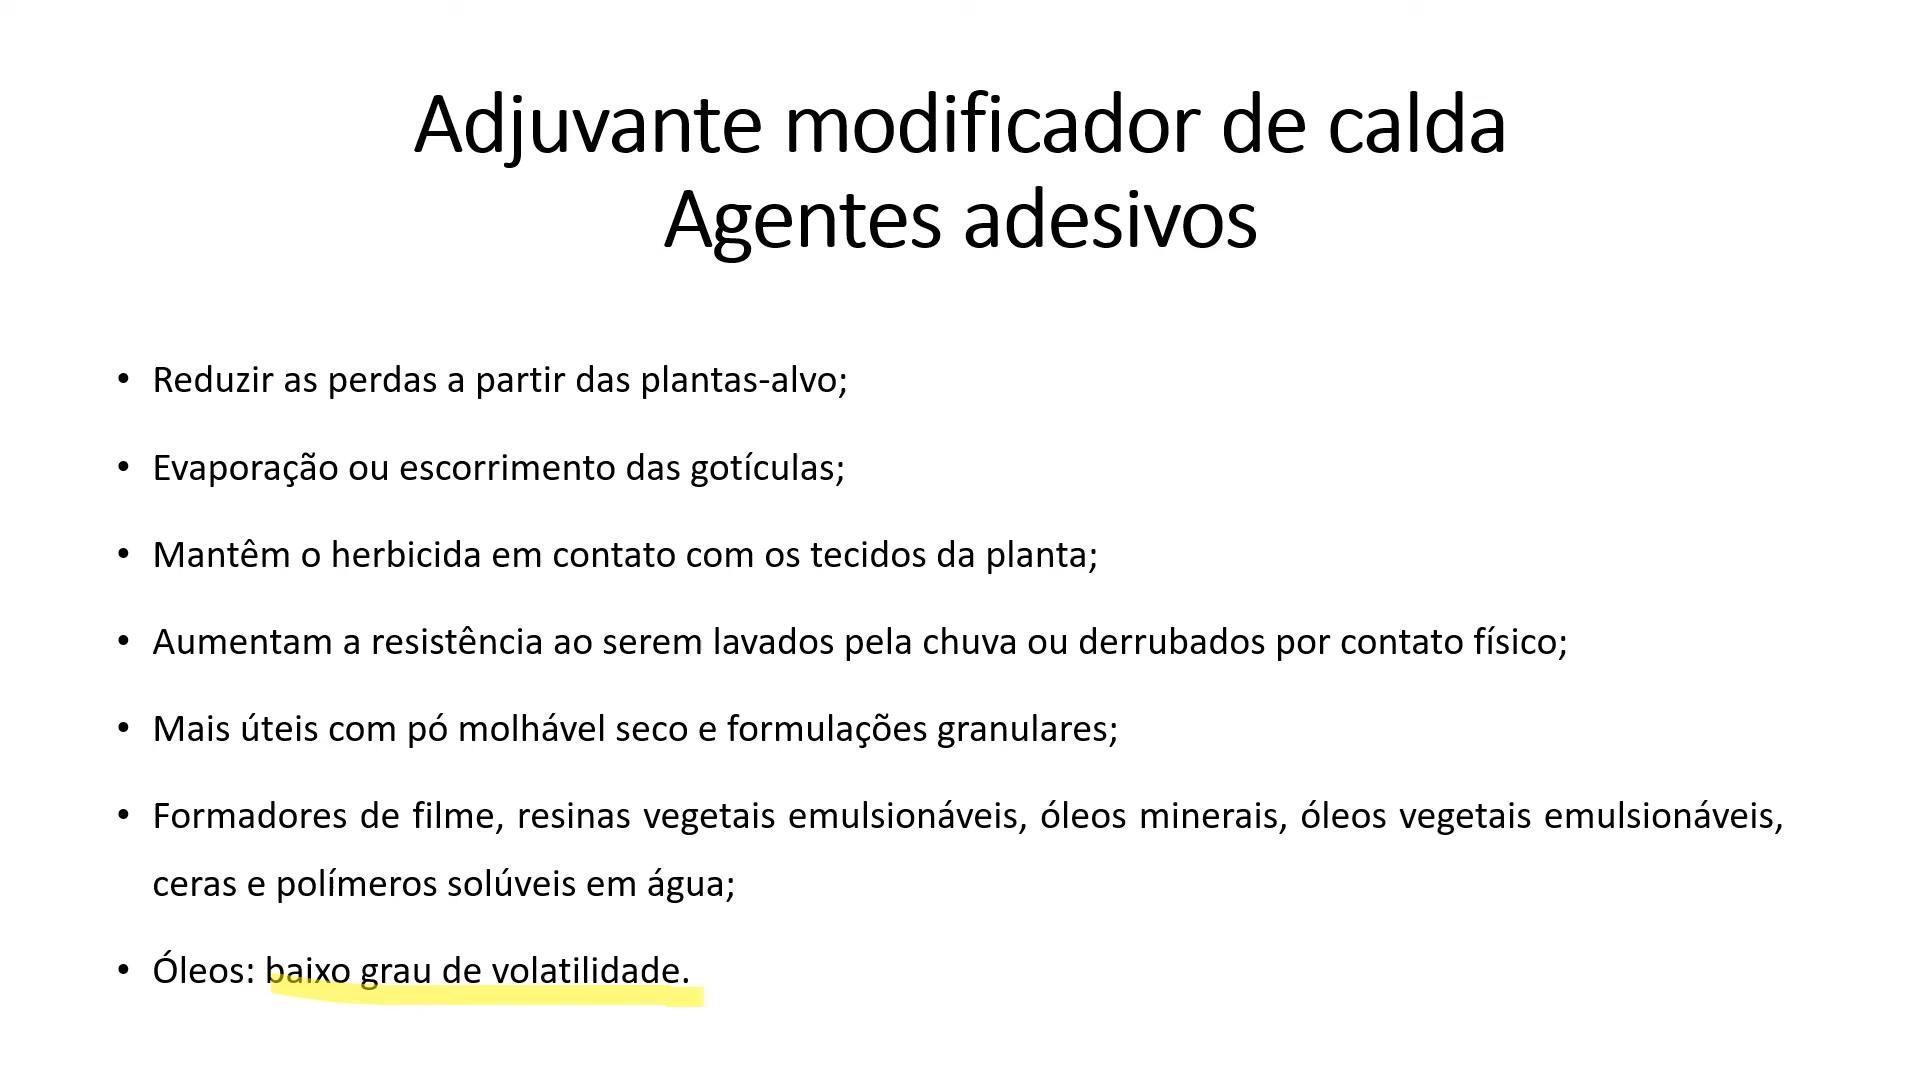 Adjuvante modificador de calda
Agentes adesivos
• Reduzir as perdas a partir das plantas-alvo;
• Evaporação ou escorrimento das gotículas;
• Mantêm o herbicida em contato com os tecidos da planta;
• Aumentam a resistência ao serem lavados pela chuva ou derrubados por contato físico;
• Mais úteis com pó molhável seco e formulações granulares;
• Formadores de filme, resinas vegetais emulsionáveis, óleos minerais, óleos vegetais emulsionáveis,
ceras e polímeros solúveis em água;
• Óleos: baixo grau de volatilidade.